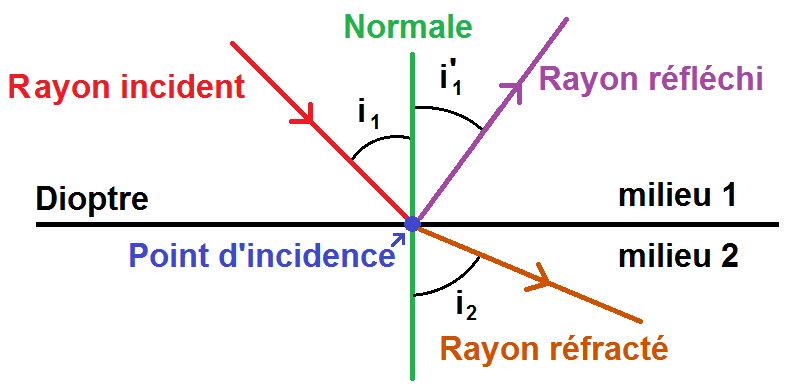 Normale
Rayon incident
i1
i'1
Rayon réfléchi
Dioptre
milieu 1
Point d'incidence
milieu 2
i2
Rayon réfracté